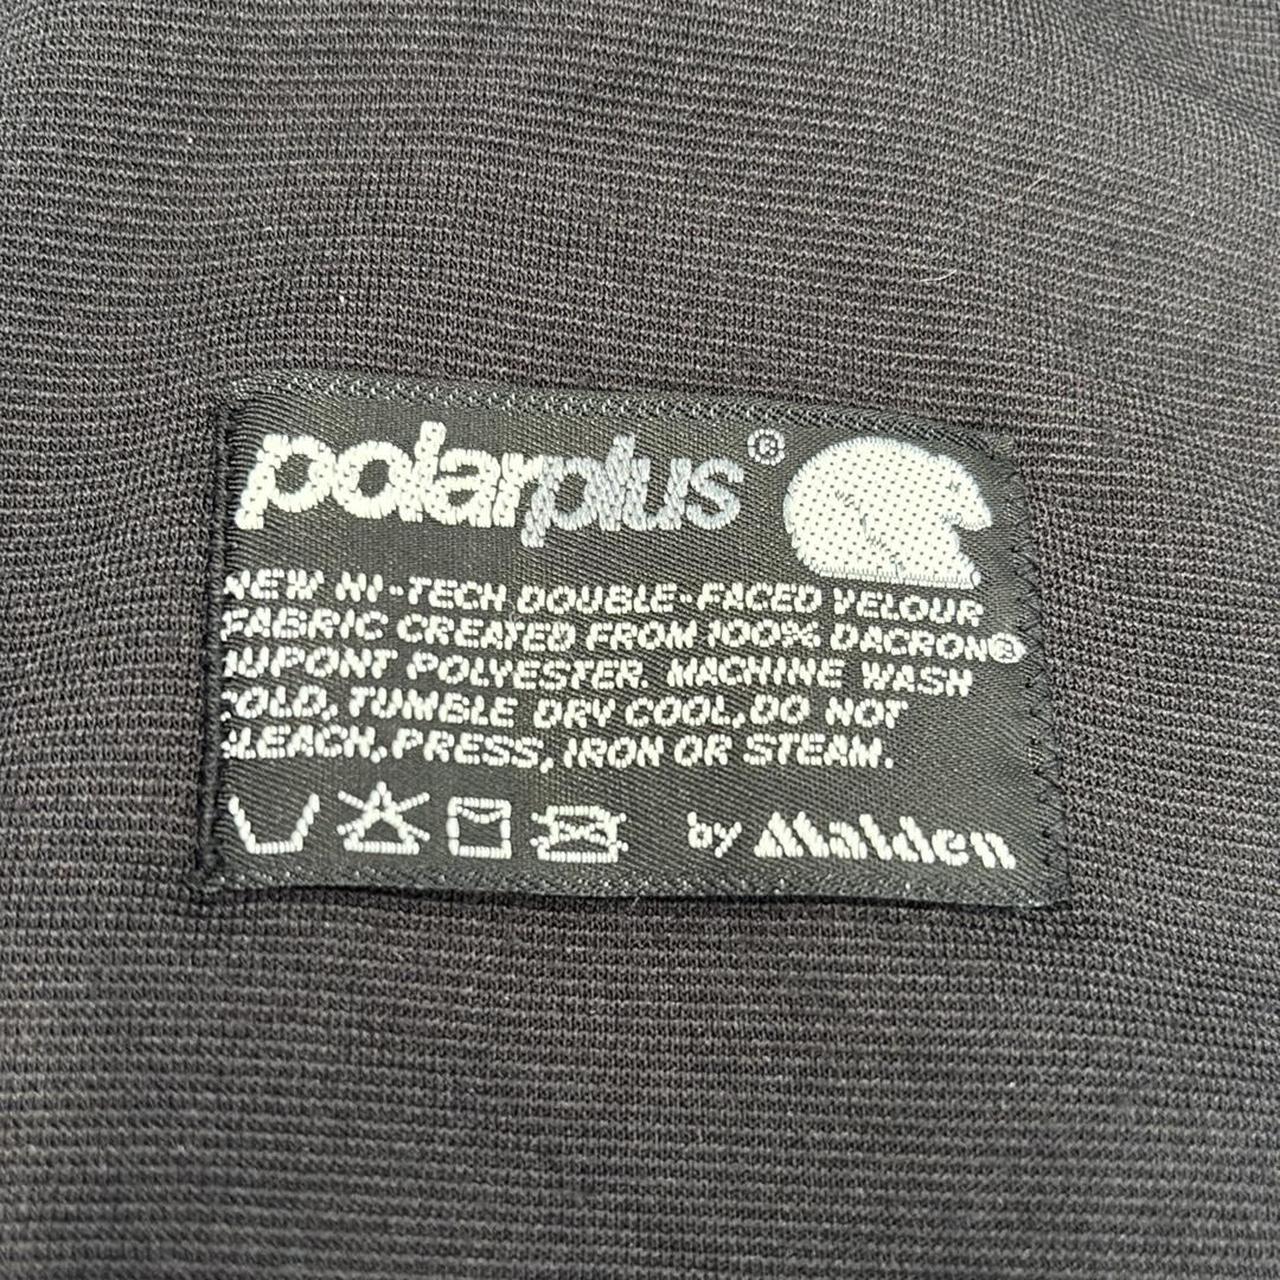 polarplus®
NEW HI-TECH DOUBLE-FACED VELOUR
FABRIC CREATED FROM 100% DACRON®
DUPONT POLYESTER. MACHINE WASH
COLD, TUMBLE DRY COOL, DO NOT
BLEACH, PRESS, IRON OR STEAM.
by Malden